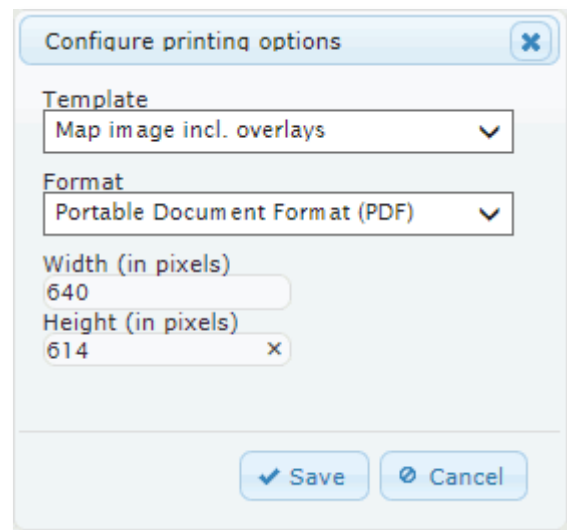 Configure printing options
Template
Map image incl. overlays
Format
Portable Document Format (PDF)
Width (in pixels)
640
Height (in pixels)
614
Save
Cancel